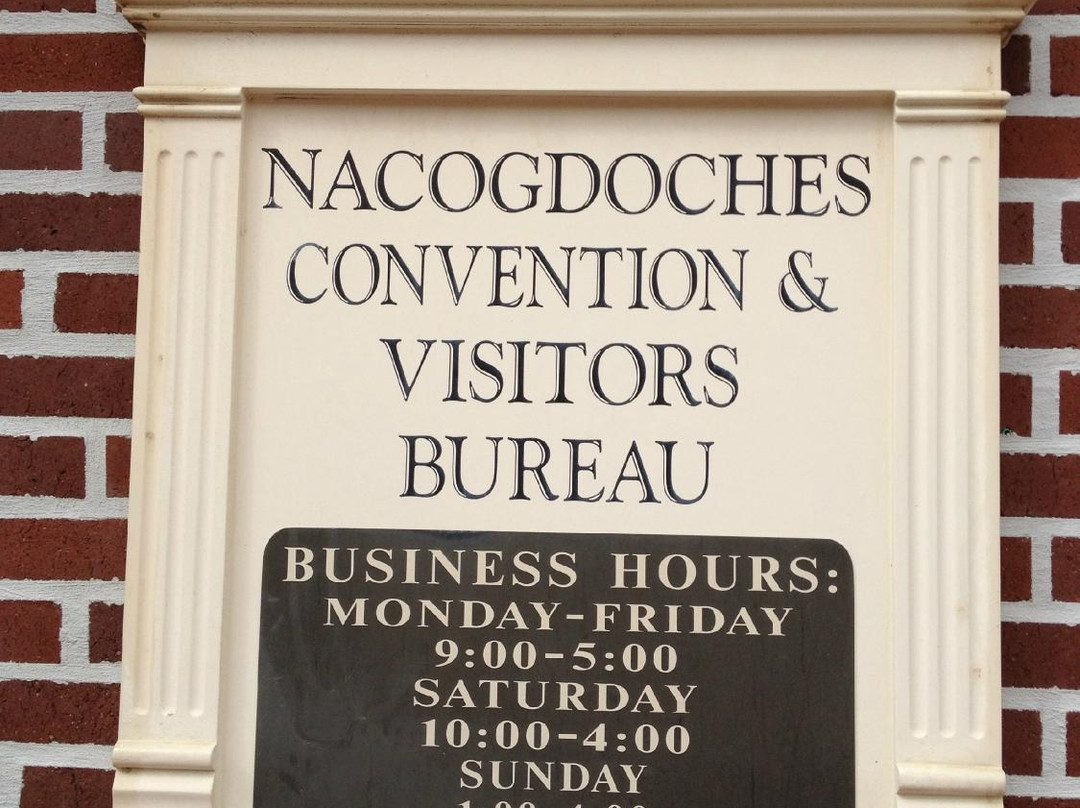 NACOGDOCHES
CONVENTION &
VISITORS
BUREAU
BUSINESS HOURS:
MONDAY-FRIDAY
9:00-5:00
SATURDAY
10:00-4:00
SUNDAY